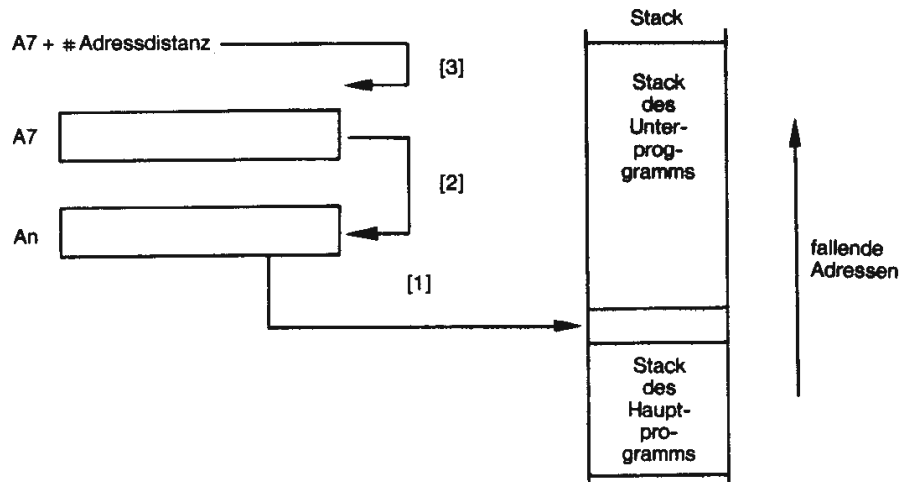 Stack
A7 + # Adressdistanz
[3]
Stack
des
Unter-
prog-
gramms
A7
[2]
An
fallende
Adressen
[1]
Stack
des
Haupt-
pro-
gramms